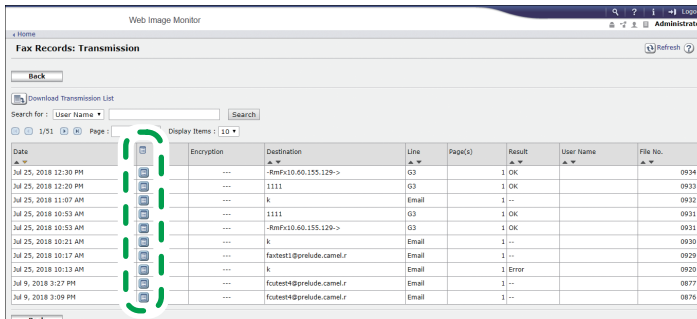 Web Image Monitor
? i Logo
Administrato
Home
Fax Records: Transmission
Refresh ?
Back
Download Transmission List
Search for : User Name Search
1/51 Page : Display Items : 10
Date Encryption Destination Line Page(s) Result User Name File No.
Jul 25, 2018 12:30 PM --- -RmFx10.60.155.129-> G3 1 OK 0934
Jul 25, 2018 12:20 PM --- 1111 G3 1 OK 0933
Jul 25, 2018 11:07 AM --- k Email 1 -- 0932
Jul 25, 2018 10:53 AM --- 1111 G3 1 OK 0931
Jul 25, 2018 10:53 AM --- -RmFx10.60.155.129-> G3 1 OK 0931
Jul 25, 2018 10:21 AM --- k Email 1 -- 0930
Jul 25, 2018 10:17 AM --- faxtest1@prelude.camel.r Email 1 -- 0929
Jul 25, 2018 10:13 AM --- k Email 1 Error 0920
Jul 9, 2018 3:27 PM --- fcutest4@prelude.camel.r Email 1 -- 0877
Jul 9, 2018 3:09 PM --- fcutest4@prelude.camel.r Email 1 -- 0876